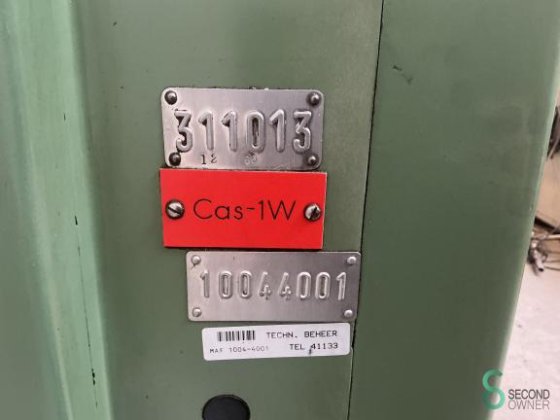 311013
12
Cas-1W
10044001
TECHN. BEHEER
MAF 1004-4001 TEL 41133
SECOND
OWNER